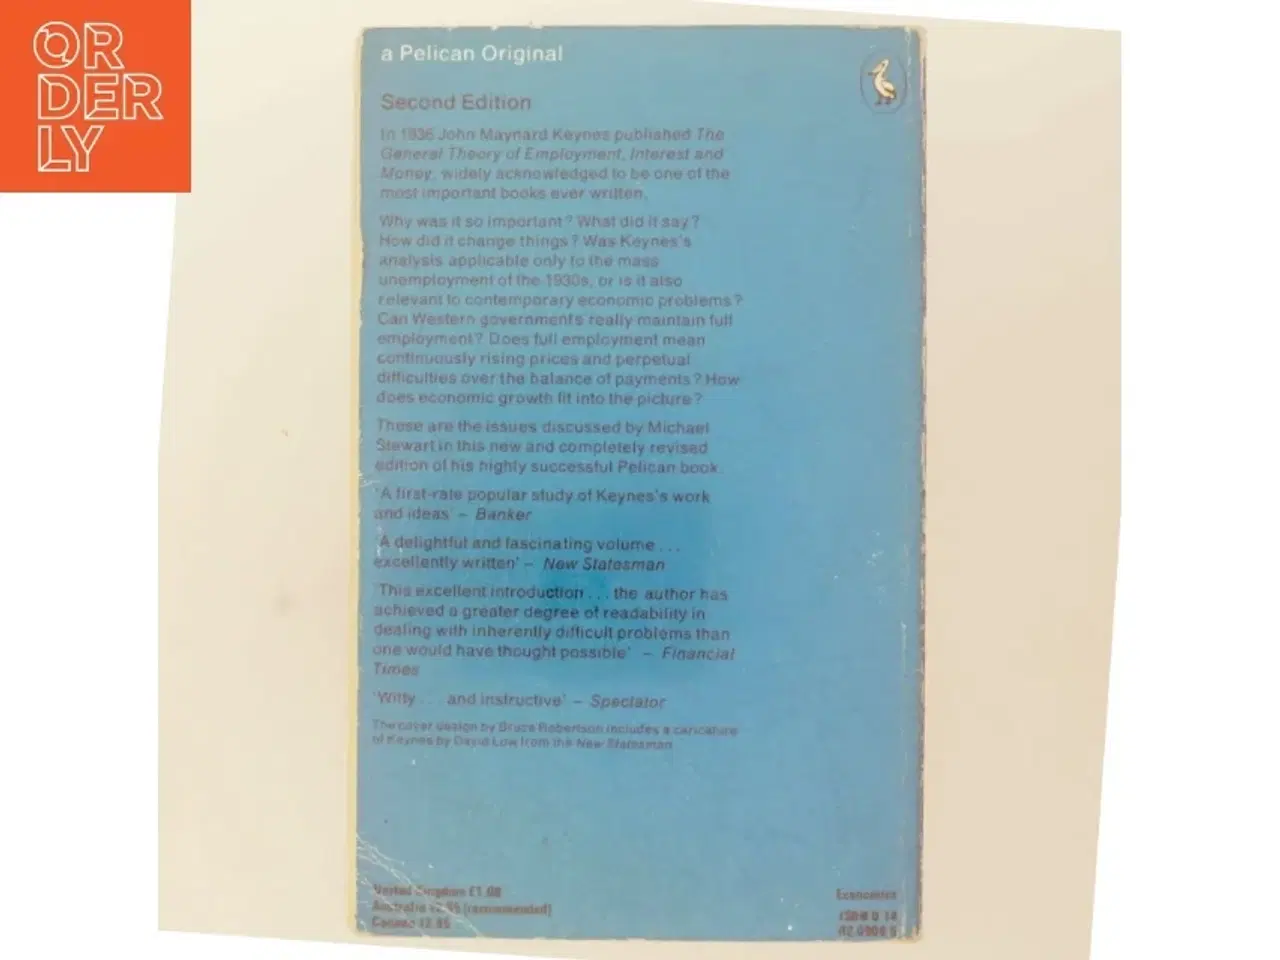 ORDERLY
a Pelican Original
Second Edition
In 1936 John Maynard Keynes published The
General Theory of Employment, Interest and
Money, widely acknowledged to be one of the
most important books ever written.
Why was it so important? What did it say?
How did it change things? Was Keynes's
analysis applicable only to the mass
unemployment of the 1930s, or is it also
relevant to contemporary economic problems?
Can Western governments really maintain full
employment? Does full employment mean
continuously rising prices and perpetual
difficulties over the balance of payments? How
does economic growth fit into the picture?
These are the issues discussed by Michael
Stewart in this new and completely revised
edition of his highly successful Pelican book.
'A first-rate popular study of Keynes's work
and ideas' – Banker
'A delightful and fascinating volume...
excellently written' – New Statesman
'This excellent introduction... the author has
achieved a greater degree of readability in
dealing with inherently difficult problems than
one would have thought possible' – Financial
Times
'Witty... and instructive' – Spectator
The cover design by Bruce Robertson includes a caricature
of Keynes by David Low from the New Statesman
United Kingdom
Australia (recommended)
Canada
Economics
ISBN 0 14